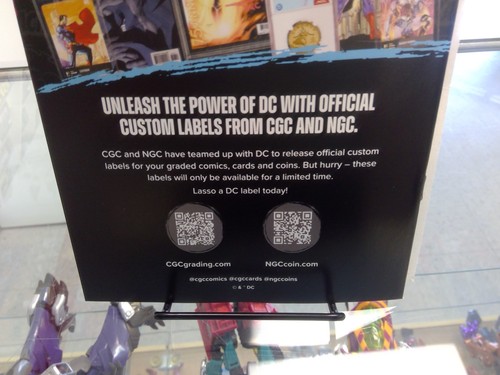 UNLEASH THE POWER OF DC WITH OFFICIAL
CUSTOM LABELS FROM CGC AND NGC.
CGC and NGC have teamed up with DC to release official custom
labels for your graded comics, cards and coins. But hurry – these
labels will only be available for a limited time.
Lasso a DC label today!
CGCgrading.com NGCcoin.com
@cgccomics @cgccards @ngccoins
© & ™ DC